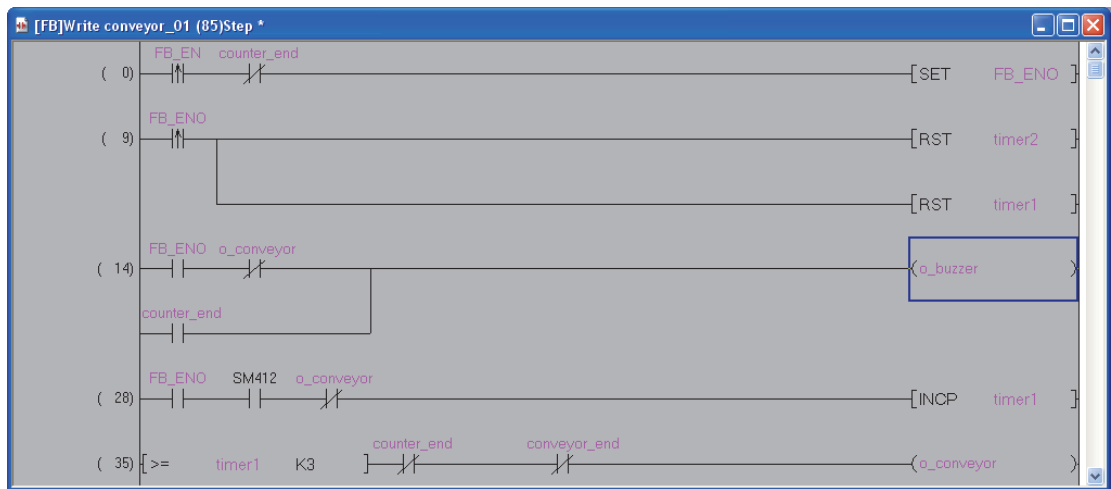 [FB]Write conveyor_01 (85)Step *
FB_EN counter_end
( 0) [SET FB_ENO ]
FB_ENO
( 9) [RST timer2 ]
[RST timer1 ]
FB_ENO o_conveyor
( 14) (o_buzzer )
counter_end
FB_ENO SM412 o_conveyor
( 28) [INCP timer1 ]
counter_end conveyor_end
( 35) [>= timer1 K3 ] (o_conveyor )